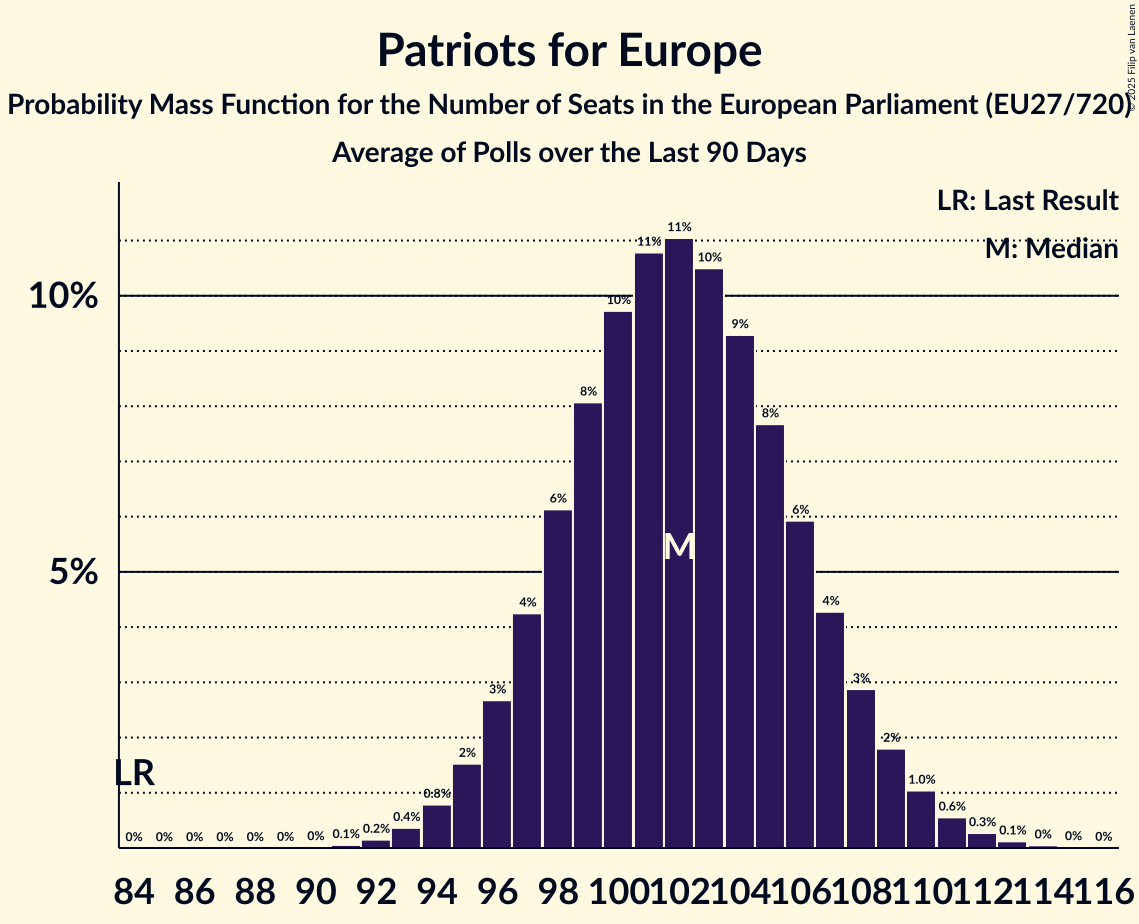 Patriots for Europe
Probability Mass Function for the Number of Seats in the European Parliament (EU27/720)
Average of Polls over the Last 90 Days
© 2025 Filip van Laenen
LR: Last Result
M: Median
10%
5%
LR
M
0% 0% 0% 0% 0% 0% 0% 0.1% 0.2% 0.4% 0.8% 2% 3% 4% 6% 8% 10% 11% 11% 10% 9% 8% 6% 4% 3% 2% 1.0% 0.6% 0.3% 0.1% 0% 0% 0%
84 86 88 90 92 94 96 98 100 102 104 106 108 110 112 114 116